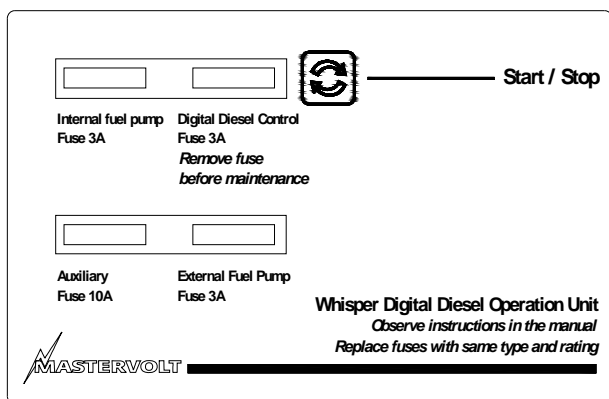 Start / Stop
Internal fuel pump Digital Diesel Control
Fuse 3A Fuse 3A
Remove fuse
before maintenance
Auxiliary External Fuel Pump
Fuse 10A Fuse 3A
Whisper Digital Diesel Operation Unit
Observe instructions in the manual
Replace fuses with same type and rating
MASTERVOLT